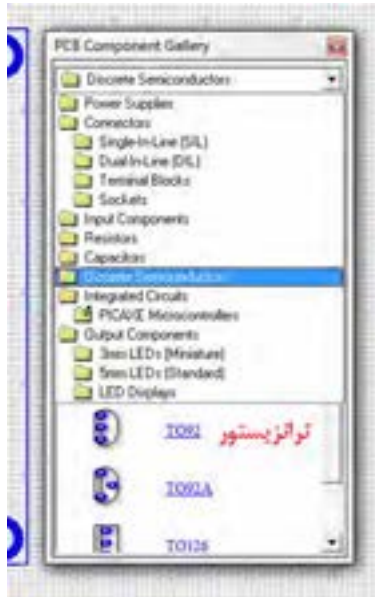 PCB Component Gallery
Discrete Semiconductors
Power Supplies
Connectors
Single-In-Line (SIL)
Dual-In-Line (DIL)
Terminal Blocks
Sockets
Input Components
Resistors
Capacitors
Discrete Semiconductors
Integrated Circuits
PICAXE Microcontrollers
Output Components
3mm LEDs (Miniature)
5mm LEDs (Standard)
LED Displays
TO92 ترانزیستور
TO92A
TO126